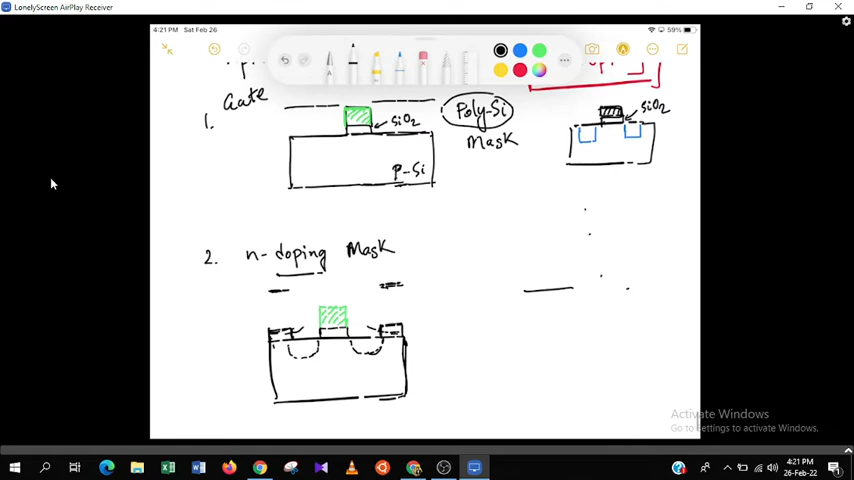 LonelyScreen AirPlay Receiver
4:21 PM Sat Feb 26
59%
1. Gate
Poly-Si
Mask
SiO2
P-Si
SiO2
2. n-doping Mask
Activate Windows
Go to Settings to activate Windows.
4:21 PM
26-Feb-22